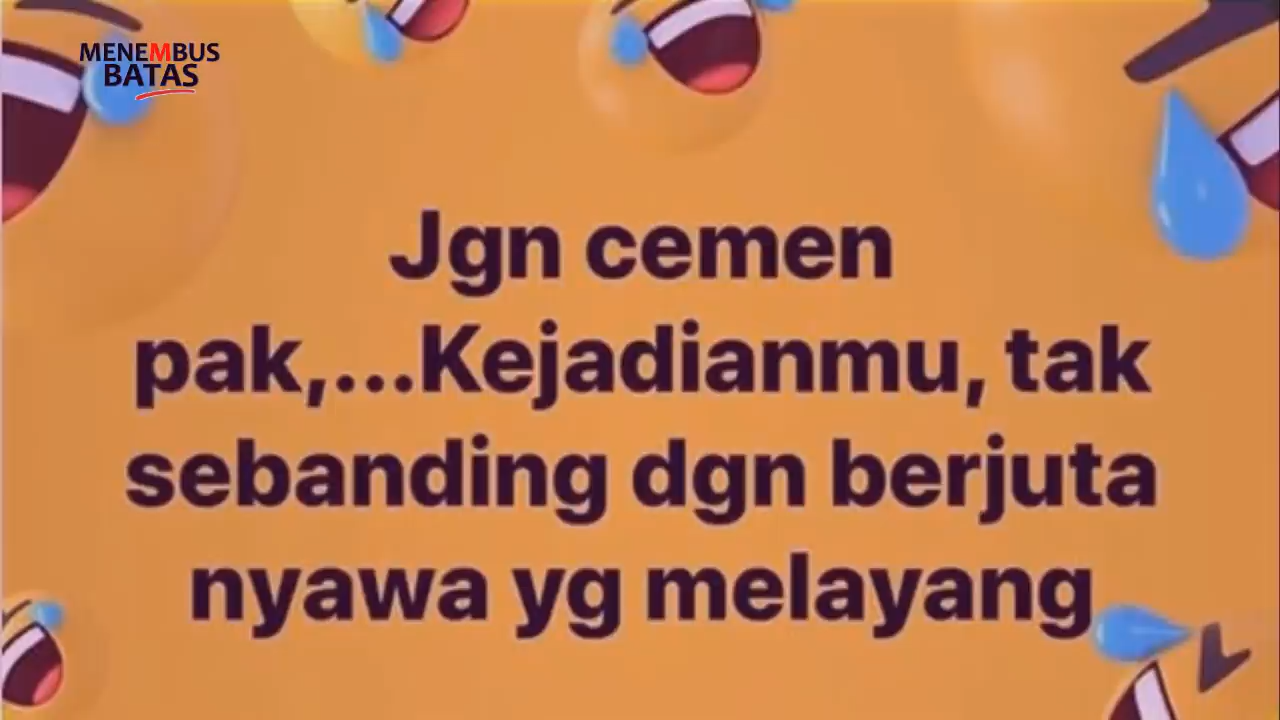 MENEMBUS
BATAS
Jgn cemen
pak,...Kejadianmu, tak
sebanding dgn berjuta
nyawa yg melayang